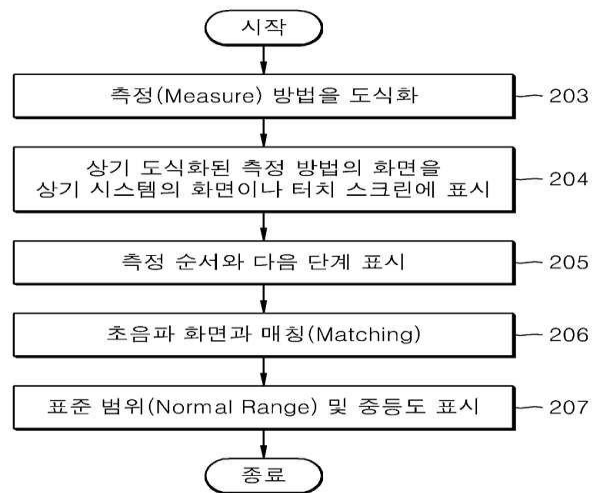 시작
측정(Measure) 방법을 도식화
203
상기 도식화된 측정 방법의 화면을
상기 시스템의 화면이나 터치 스크린에 표시
204
측정 순서와 다음 단계 표시
205
초음파 화면과 매칭(Matching)
206
표준 범위(Normal Range) 및 중등도 표시
207
종료